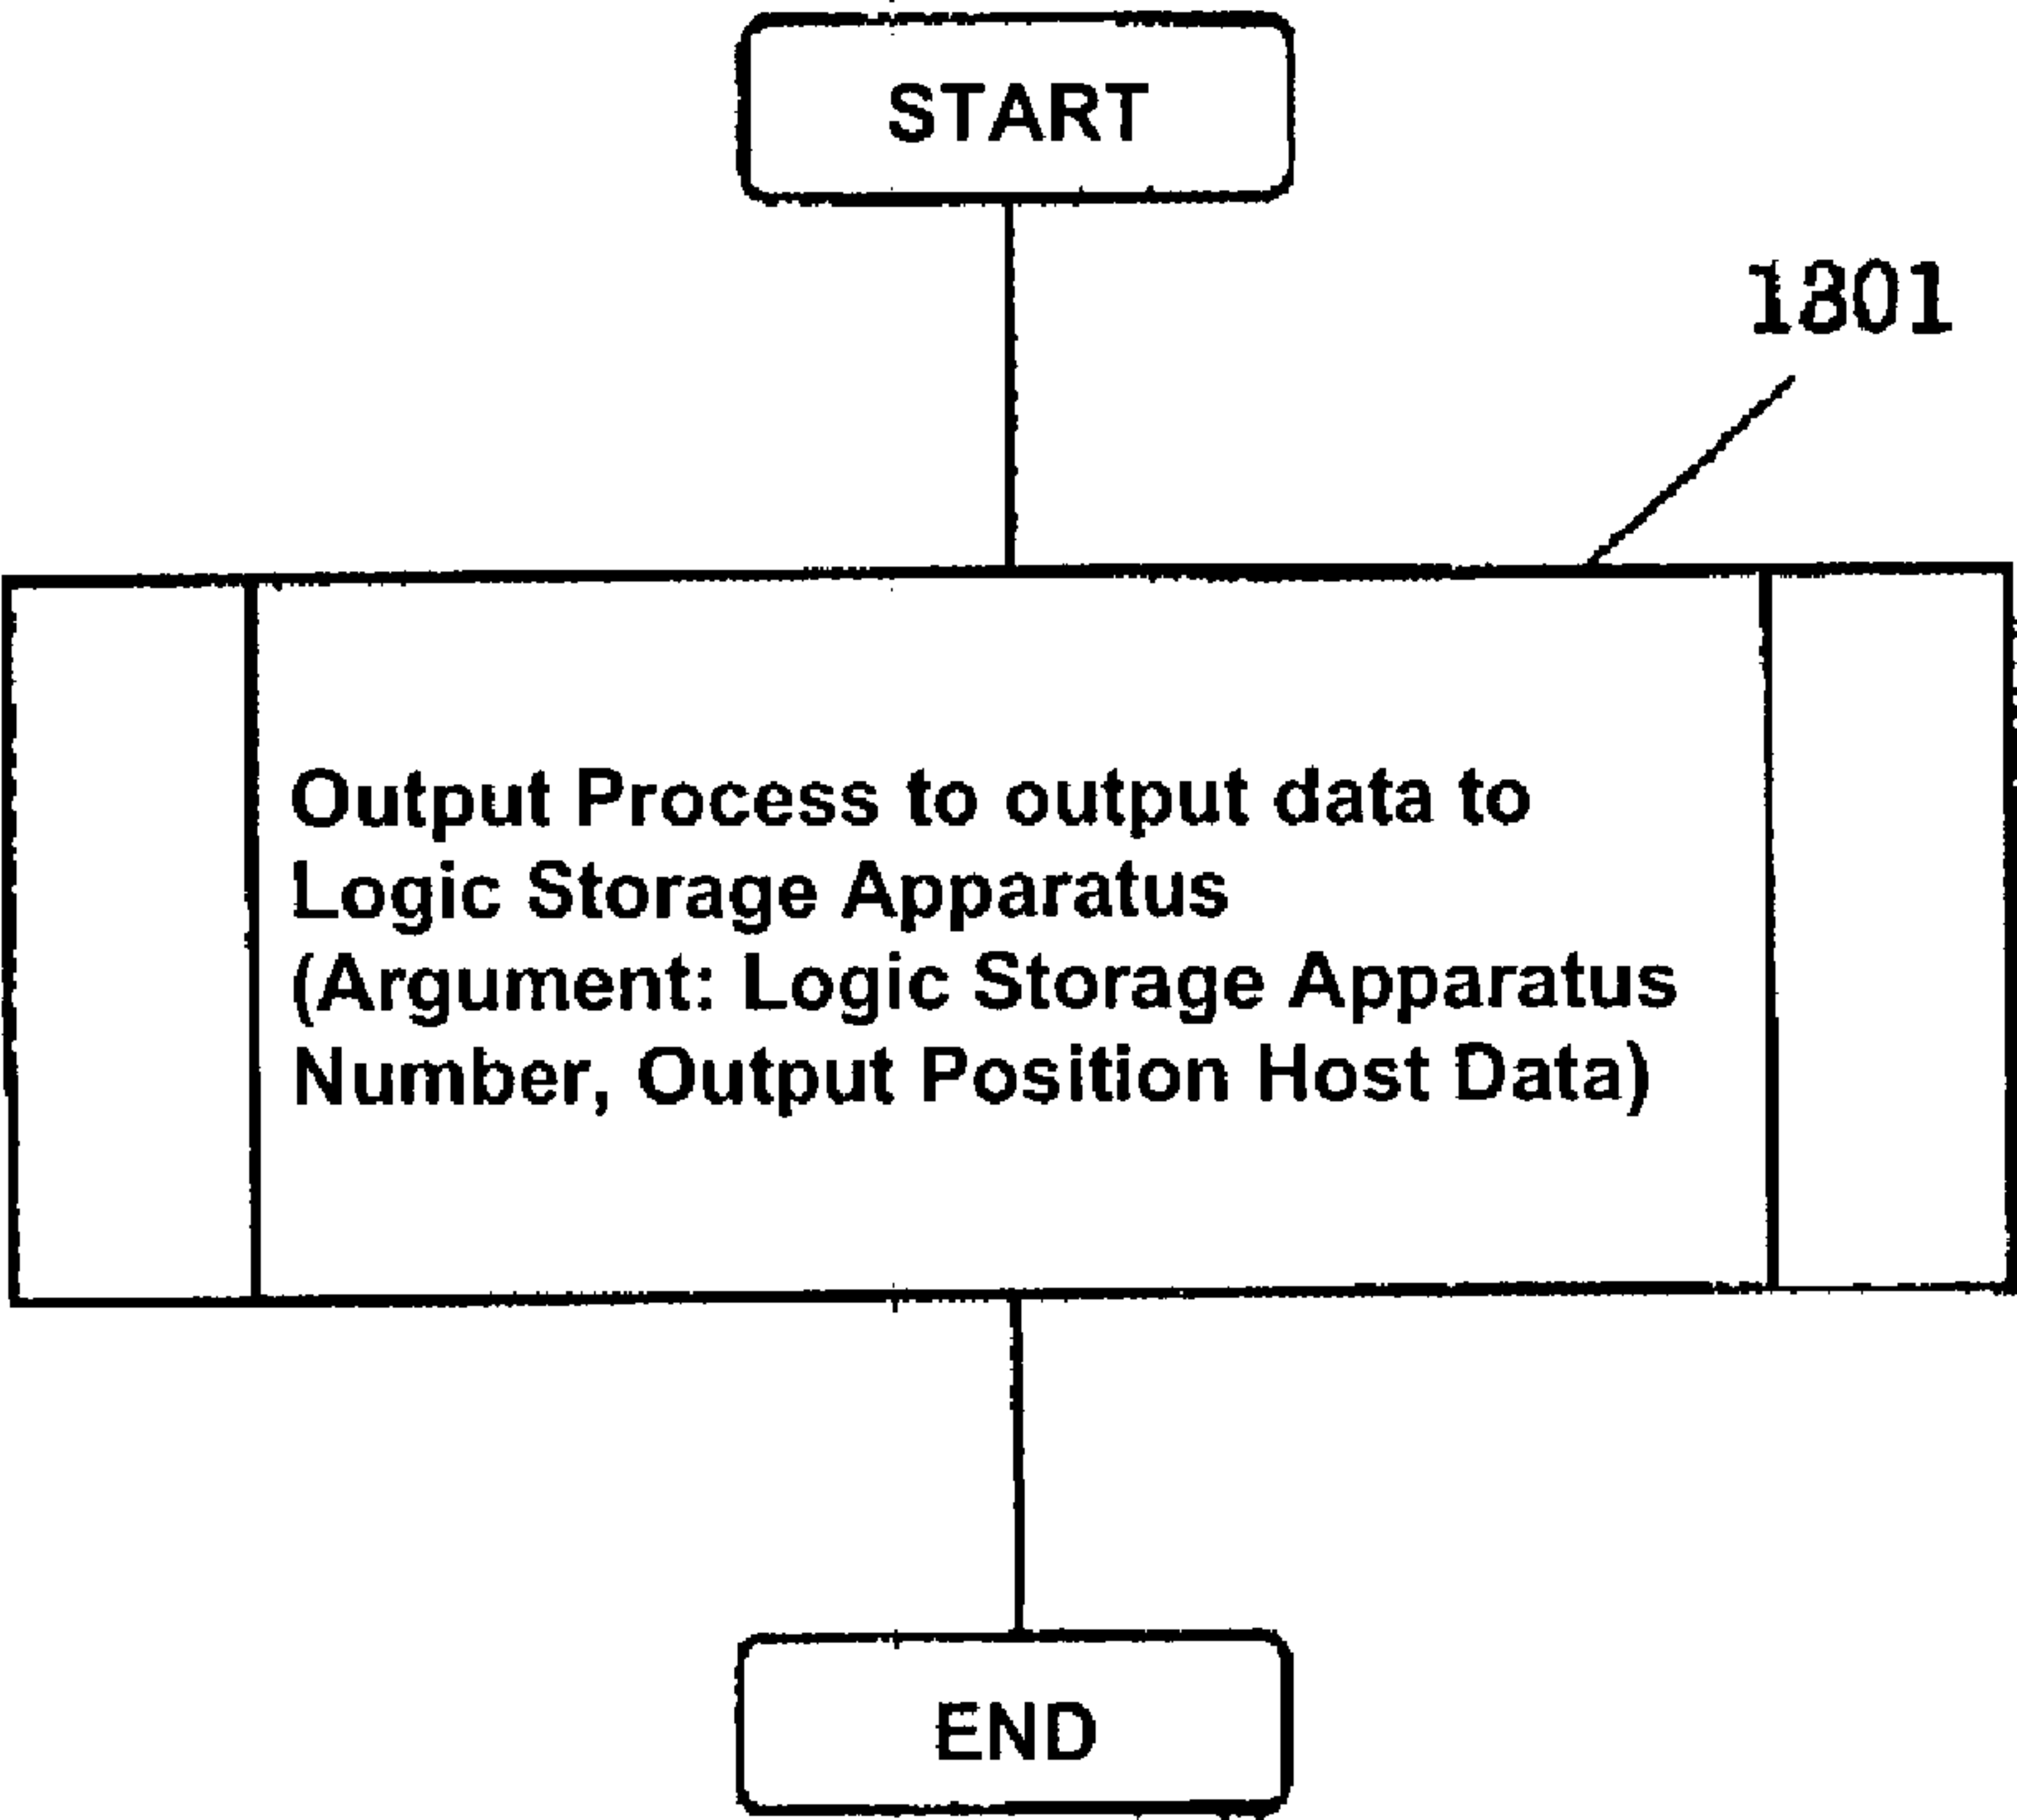 START
1801
Output Process to output data to
Logic Storage Apparatus
(Argument: Logic Storage Apparatus
Number, Output Position Host Data)
END